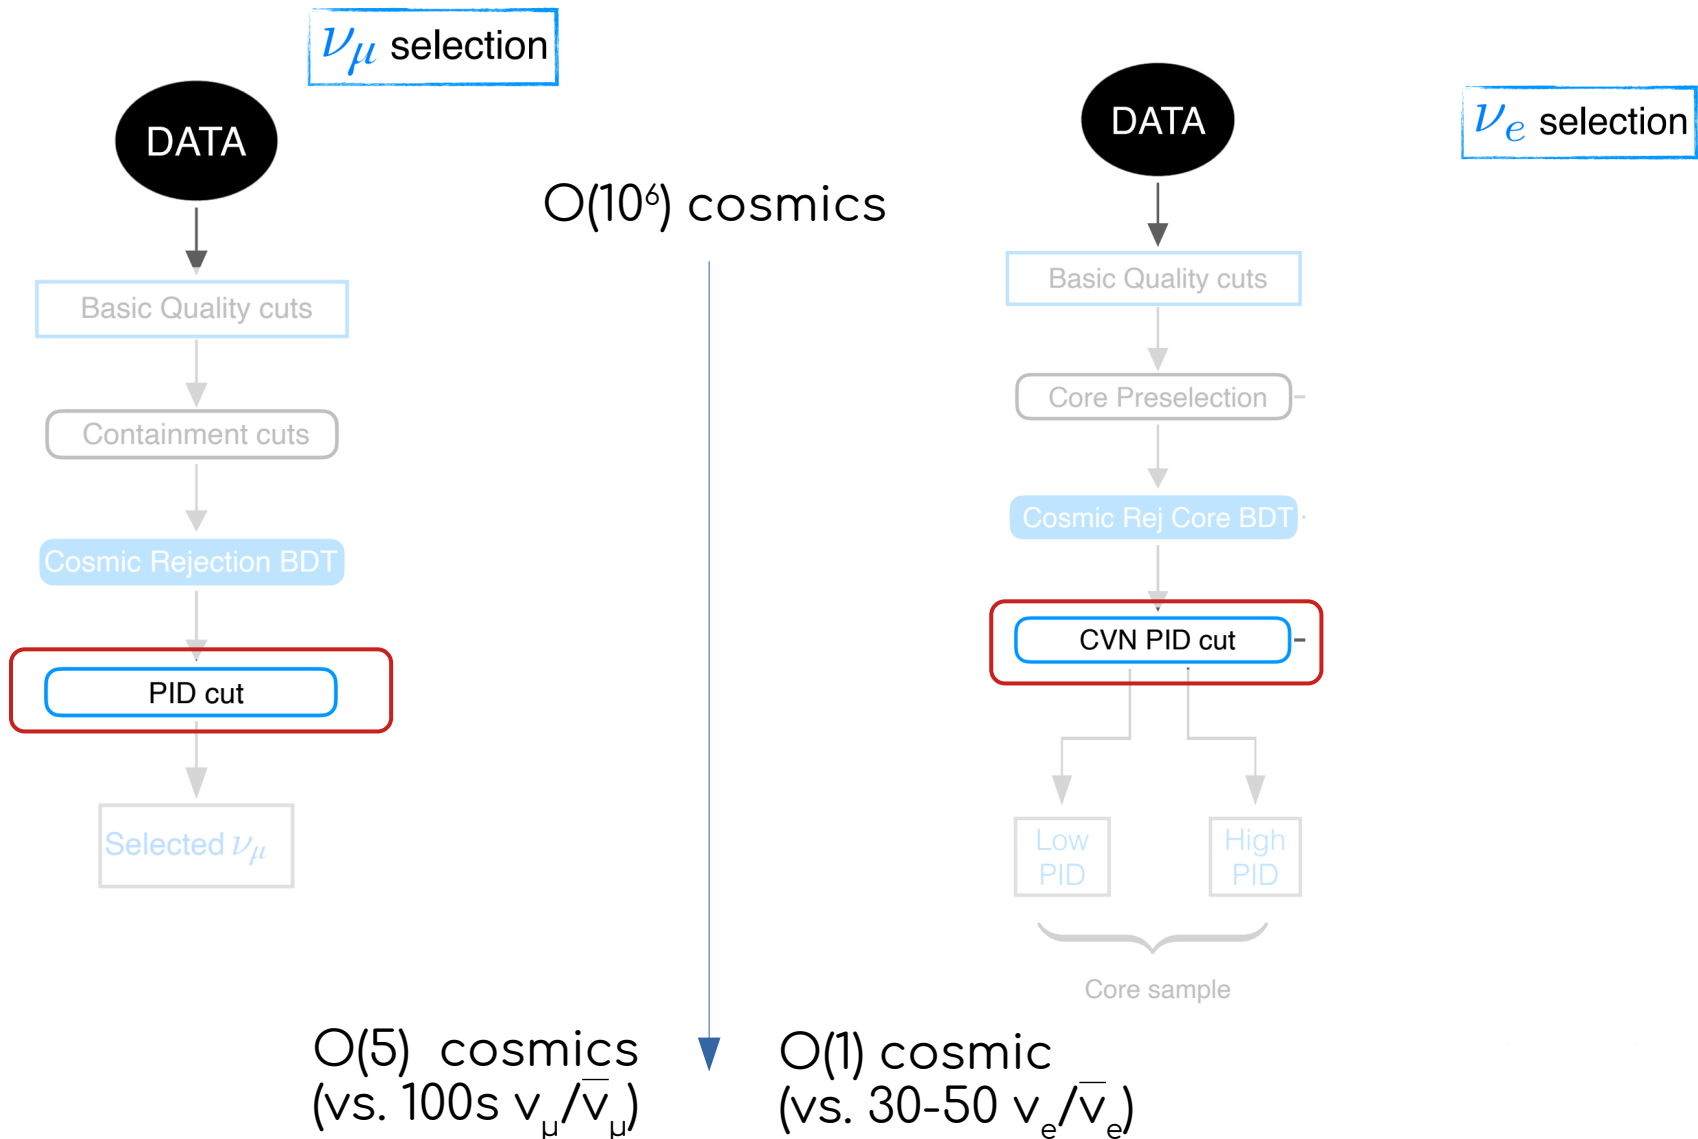 νμ selection
DATA
Basic Quality cuts
Containment cuts
Cosmic Rejection BDT
PID cut
Selected νμ
O(10⁶) cosmics
O(5) cosmics
(vs. 100s νμ/ν̅μ)
νe selection
DATA
Basic Quality cuts
Core Preselection
Cosmic Rej Core BDT
CVN PID cut
Low
PID
High
PID
Core sample
O(1) cosmic
(vs. 30-50 νe/ν̅e)